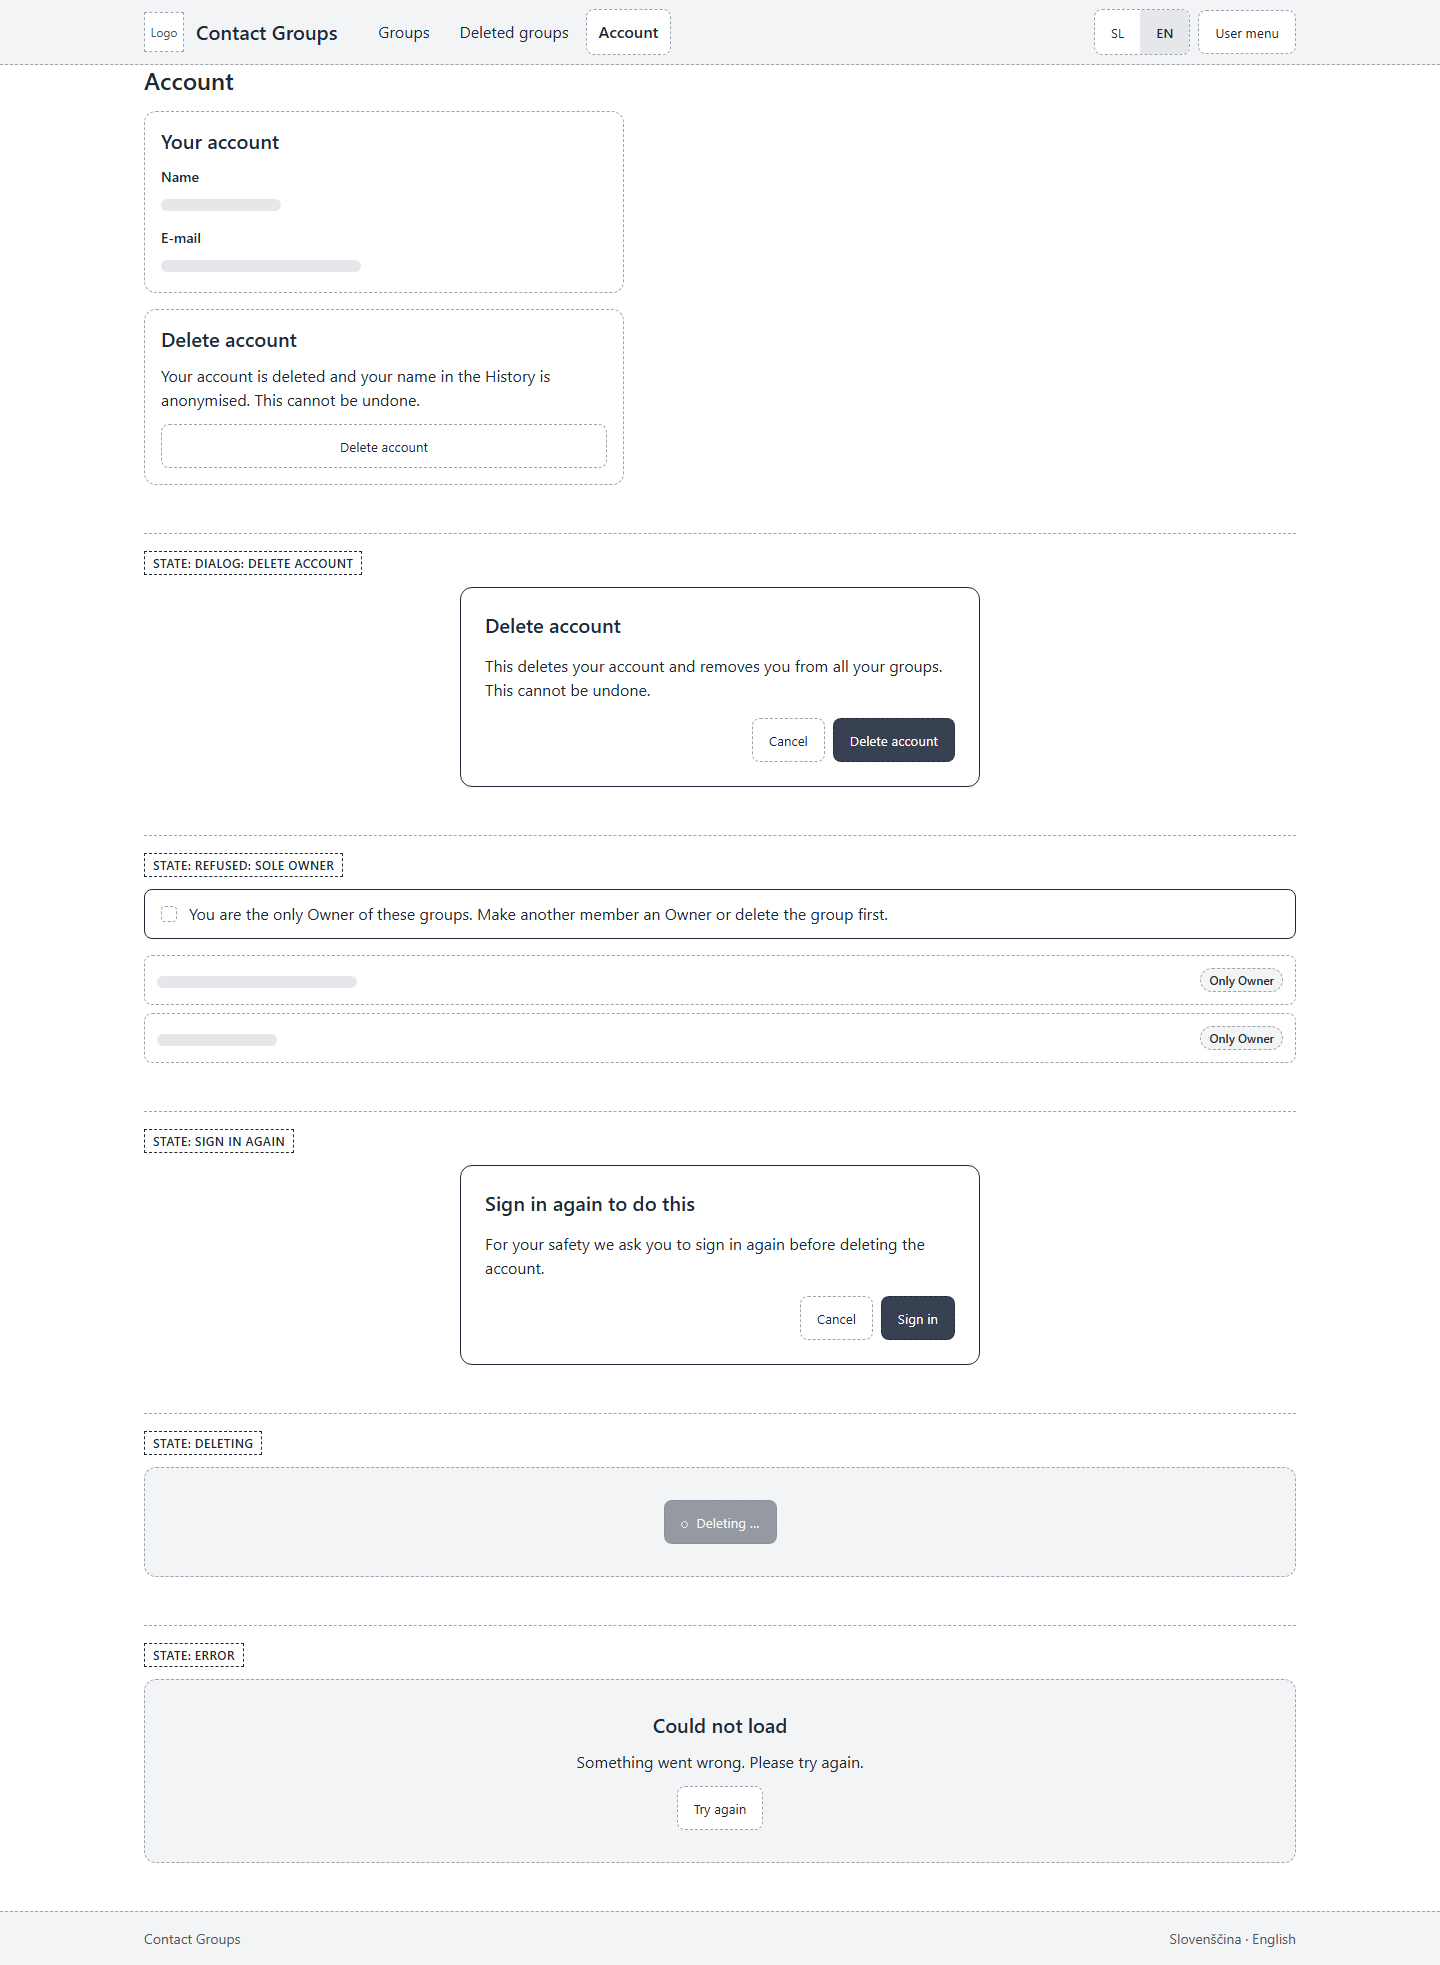 Logo
Contact Groups
Groups
Deleted groups
Account
SL
EN
User menu
Account
Your account
Name
E-mail
Delete account
Your account is deleted and your name in the History is
anonymised. This cannot be undone.
Delete account
STATE: DIALOG: DELETE ACCOUNT
Delete account
This deletes your account and removes you from all your groups.
This cannot be undone.
Cancel
Delete account
STATE: REFUSED: SOLE OWNER
You are the only Owner of these groups. Make another member an Owner or delete the group first.
Only Owner
Only Owner
STATE: SIGN IN AGAIN
Sign in again to do this
For your safety we ask you to sign in again before deleting the
account.
Cancel
Sign in
STATE: DELETING
Deleting ...
STATE: ERROR
Could not load
Something went wrong. Please try again.
Try again
Contact Groups
Slovenščina · English